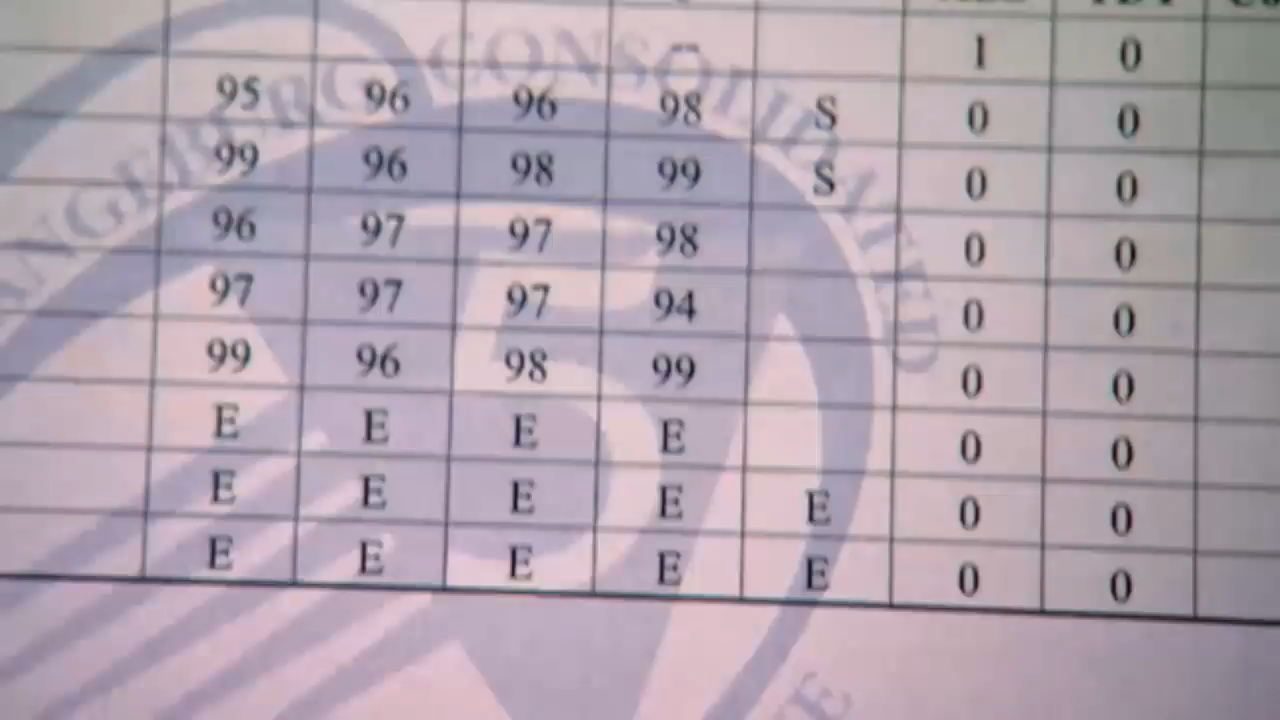 1 0
95 96 96 98 S 0 0
99 96 98 99 S 0 0
96 97 97 98 0 0
97 97 97 94 0 0
99 96 98 99 0 0
E E E E 0 0
E E E E E 0 0
E E E E E 0 0
CONSOLIDATED
5